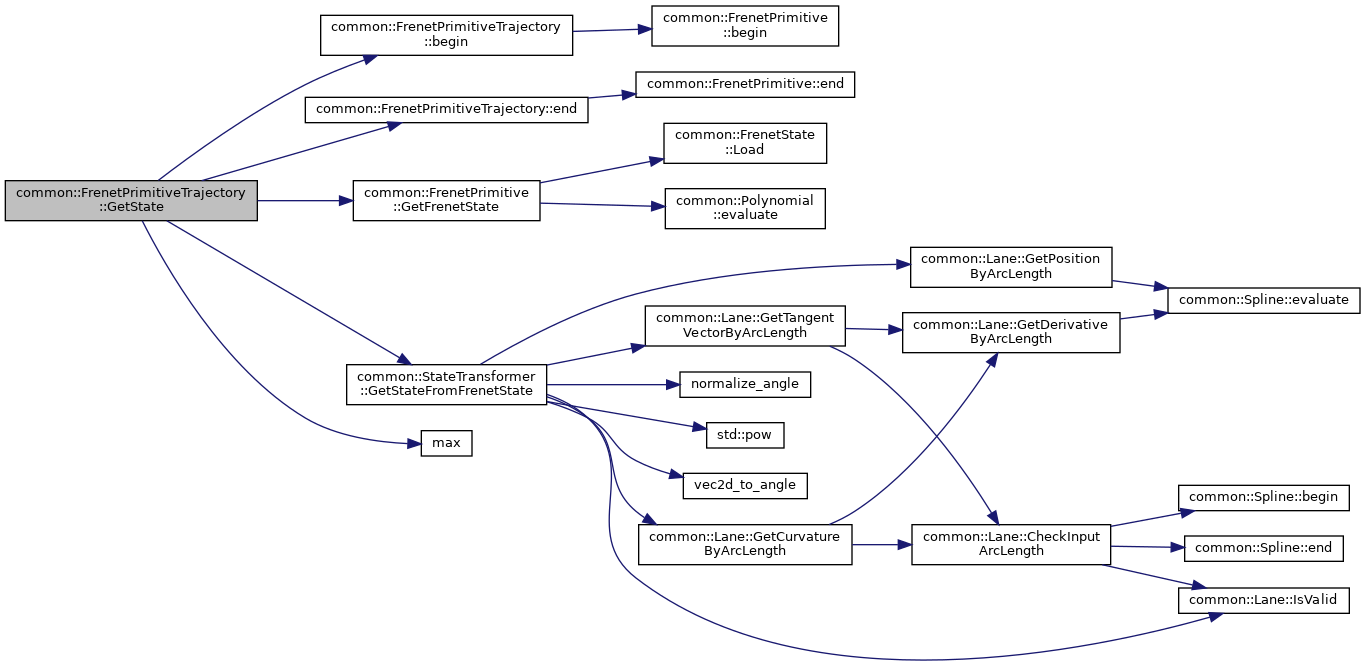 common::FrenetPrimitiveTrajectory
::GetState
common::FrenetPrimitiveTrajectory
::begin
common::FrenetPrimitive
::begin
common::FrenetPrimitiveTrajectory::end
common::FrenetPrimitive::end
common::FrenetPrimitive
::GetFrenetState
common::FrenetState
::Load
common::Polynomial
::evaluate
common::StateTransformer
::GetStateFromFrenetState
max
common::Lane::GetPosition
ByArcLength
common::Spline::evaluate
common::Lane::GetTangent
VectorByArcLength
common::Lane::GetDerivative
ByArcLength
normalize_angle
std::pow
vec2d_to_angle
common::Lane::GetCurvature
ByArcLength
common::Lane::CheckInput
ArcLength
common::Spline::begin
common::Spline::end
common::Lane::IsValid